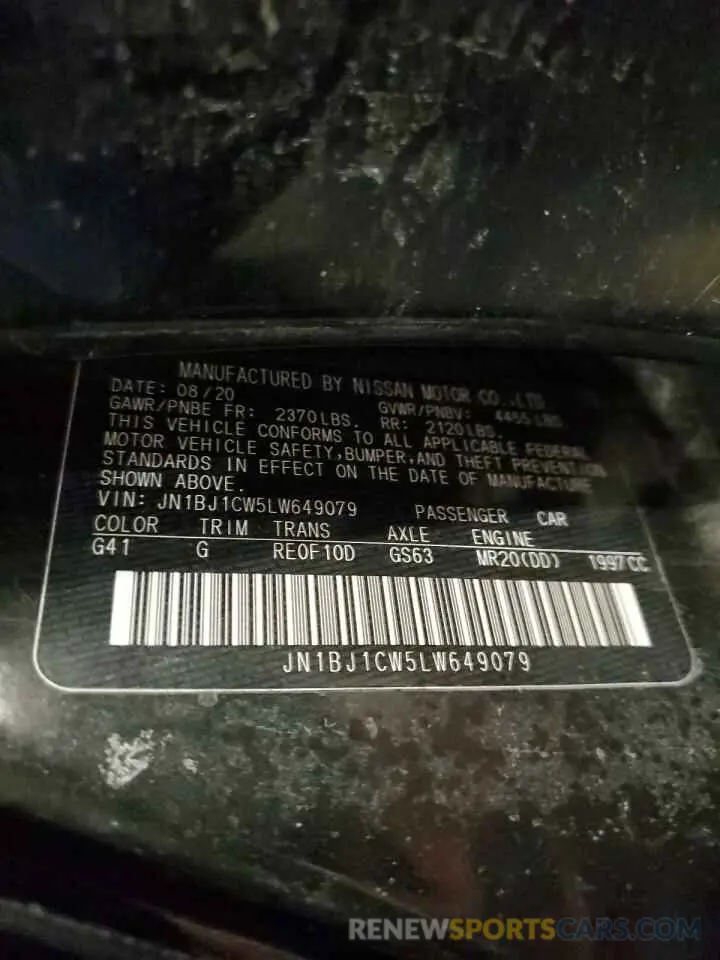 MANUFACTURED BY NISSAN MOTOR CO.,LTD.
DATE: 08/20
GAWR/PNBE FR: 2370LBS. GVWR/PNBV: 4455LBS
RR: 2120LBS.
THIS VEHICLE CONFORMS TO ALL APPLICABLE FEDERAL
MOTOR VEHICLE SAFETY,BUMPER,AND THEFT PREVENTION
STANDARDS IN EFFECT ON THE DATE OF MANUFACTURE
SHOWN ABOVE.
VIN: JN1BJ1CW5LW649079 PASSENGER CAR
COLOR TRIM TRANS AXLE ENGINE
G41 G RE0F10D GS63 MR20(DD) 1997CC
JN1BJ1CW5LW649079
RENEWSPORTSCARS.COM